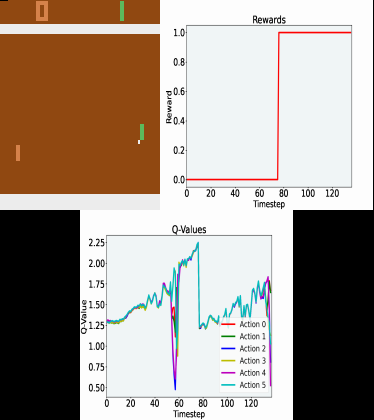 Rewards
1.0
0.8
0.6
0.4
0.2
0.0
Reward
0 20 40 60 80 100 120
Timestep
Q-Values
2.25
2.00
1.75
1.50
1.25
1.00
0.75
0.50
Q-Value
Action 0
Action 1
Action 2
Action 3
Action 4
Action 5
0 20 40 60 80 100 120
Timestep